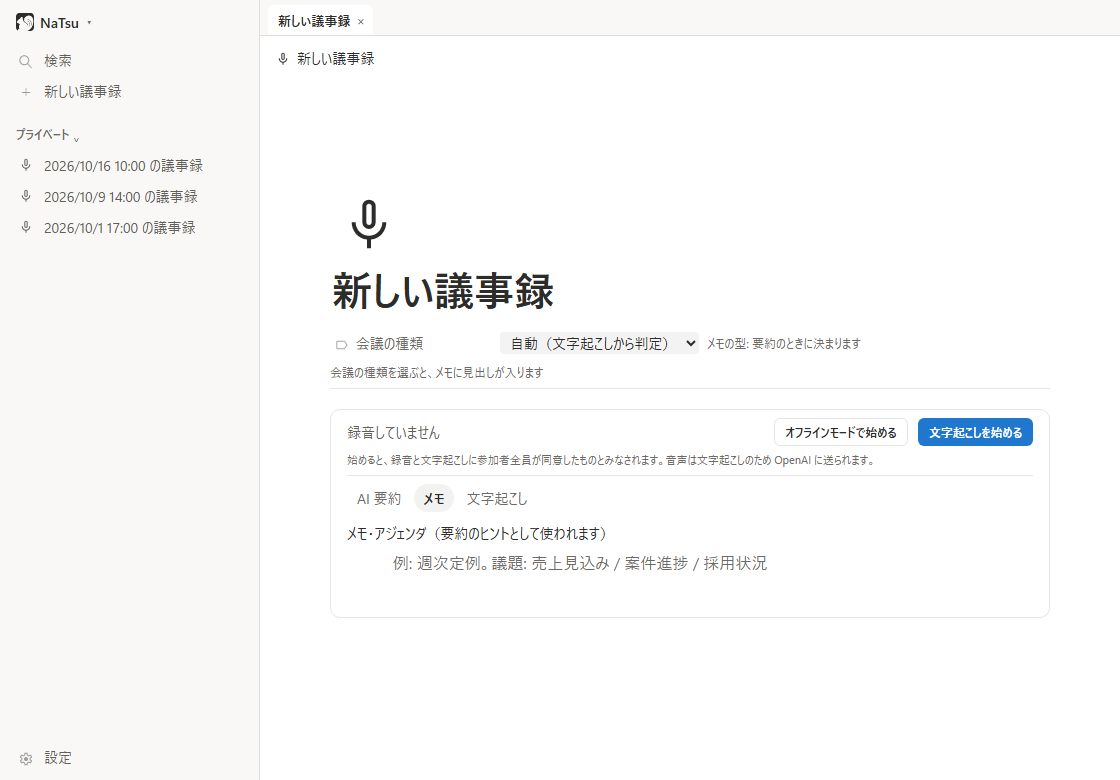 NaTsu
検索
新しい議事録
プライベート
2026/10/16 10:00 の議事録
2026/10/9 14:00 の議事録
2026/10/1 17:00 の議事録
設定
新しい議事録 ×
新しい議事録
新しい議事録
会議の種類 自動（文字起こしから判定） メモの型: 要約のときに決まります
会議の種類を選ぶと、メモに見出しが入ります
録音していません オフラインモードで始める 文字起こしを始める
始めると、録音と文字起こしに参加者全員が同意したものとみなされます。音声は文字起こしのため OpenAI に送られます。
AI 要約 メモ 文字起こし
メモ・アジェンダ（要約のヒントとして使われます）
例: 週次定例。議題: 売上見込み / 案件進捗 / 採用状況